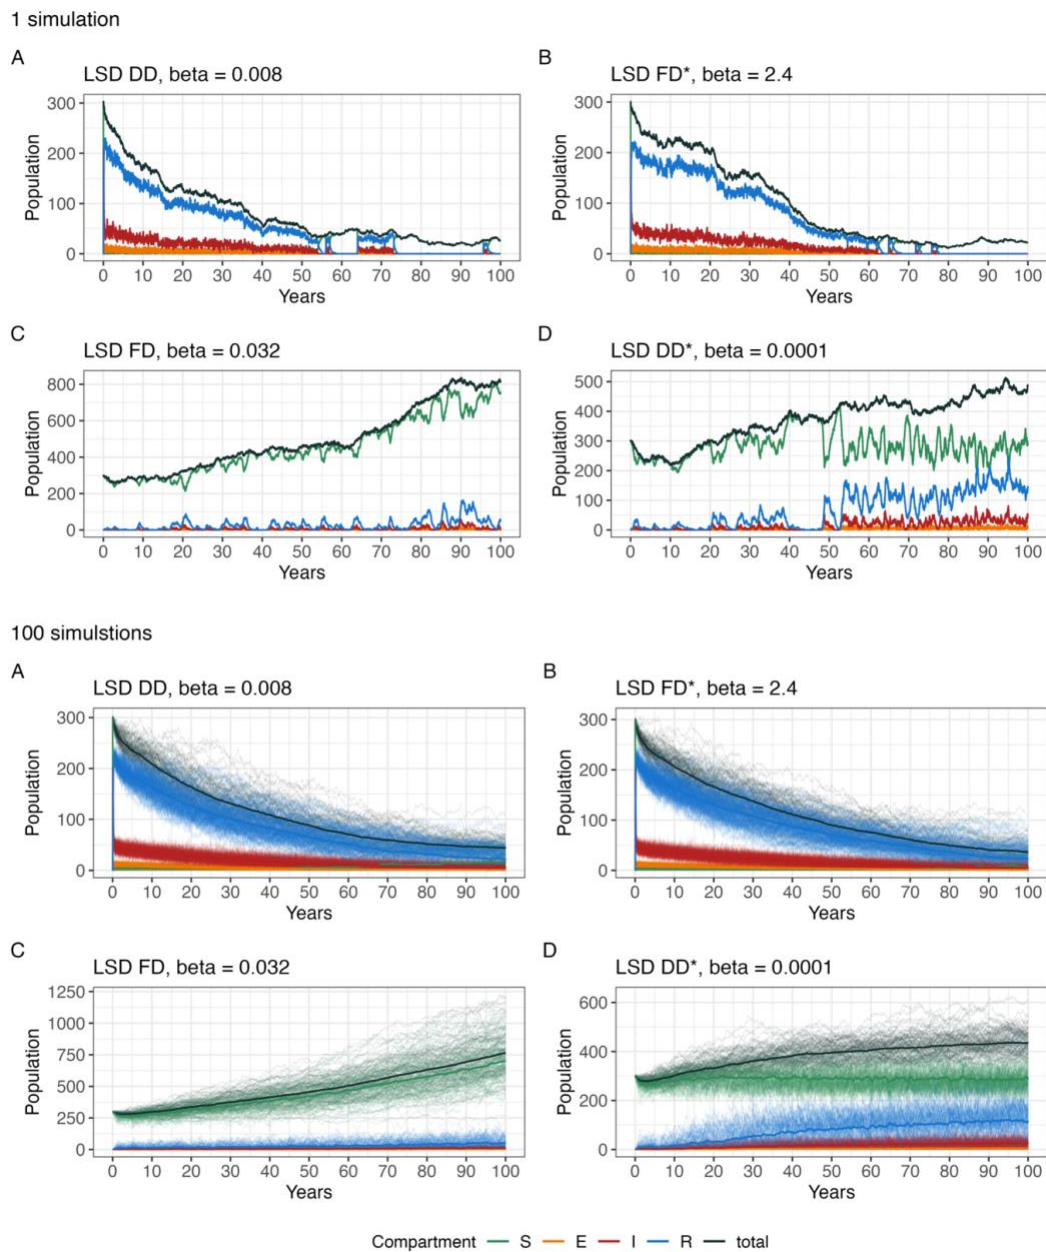 1 simulation
A
LSD DD, beta = 0.008
300
200
100
0
Population
0 10 20 30 40 50 60 70 80 90 100
Years
B
LSD FD*, beta = 2.4
300
200
100
0
Population
0 10 20 30 40 50 60 70 80 90 100
Years
C
LSD FD, beta = 0.032
800
600
400
200
0
Population
0 10 20 30 40 50 60 70 80 90 100
Years
D
LSD DD*, beta = 0.0001
500
400
300
200
100
0
Population
0 10 20 30 40 50 60 70 80 90 100
Years
100 simulstions
A
LSD DD, beta = 0.008
300
200
100
0
Population
0 10 20 30 40 50 60 70 80 90 100
Years
B
LSD FD*, beta = 2.4
300
200
100
0
Population
0 10 20 30 40 50 60 70 80 90 100
Years
C
LSD FD, beta = 0.032
1250
1000
750
500
250
0
Population
0 10 20 30 40 50 60 70 80 90 100
Years
D
LSD DD*, beta = 0.0001
600
400
200
0
Population
0 10 20 30 40 50 60 70 80 90 100
Years
Compartment S E I R total